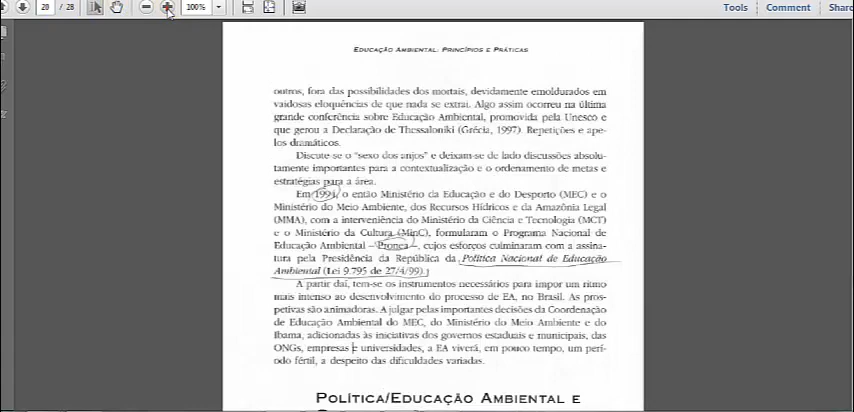 20 / 28 100% Tools Comment Share
EDUCAÇÃO AMBIENTAL: PRINCÍPIOS E PRÁTICAS
outros, fora das possibilidades dos mortais, devidamente emoldurados em
vaidosas eloquências de que nada se extrai. Algo assim ocorreu na última
grande conferência sobre Educação Ambiental, promovida pela Unesco e
que gerou a Declaração de Thessaloniki (Grécia, 1997). Repetições e ape-
los dramáticos.
Discute-se o "sexo dos anjos" e deixam-se de lado discussões absolu-
tamente importantes para a contextualização e o ordenamento de metas e
estratégias para a área.
Em 1994, o então Ministério da Educação e do Desporto (MEC) e o
Ministério do Meio Ambiente, dos Recursos Hídricos e da Amazônia Legal
(MMA), com a interveniência do Ministério da Ciência e Tecnologia (MCT)
e o Ministério da Cultura (MinC), formularam o Programa Nacional de
Educação Ambiental – Pronea –, cujos esforços culminaram com a assina-
tura pela Presidência da República da Política Nacional de Educação
Ambiental (Lei 9.795 de 27/4/99).
A partir daí, tem-se os instrumentos necessários para impor um ritmo
mais intenso ao desenvolvimento do processo de EA, no Brasil. As pros-
petivas são animadoras. A julgar pelas importantes decisões da Coordenação
de Educação Ambiental do MEC, do Ministério do Meio Ambiente e do
Ibama, adicionadas às iniciativas dos governos estaduais e municipais, das
ONGs, empresas e universidades, a EA viverá, em pouco tempo, um perí-
odo fértil, a despeito das dificuldades variadas.
POLÍTICA/EDUCAÇÃO AMBIENTAL E